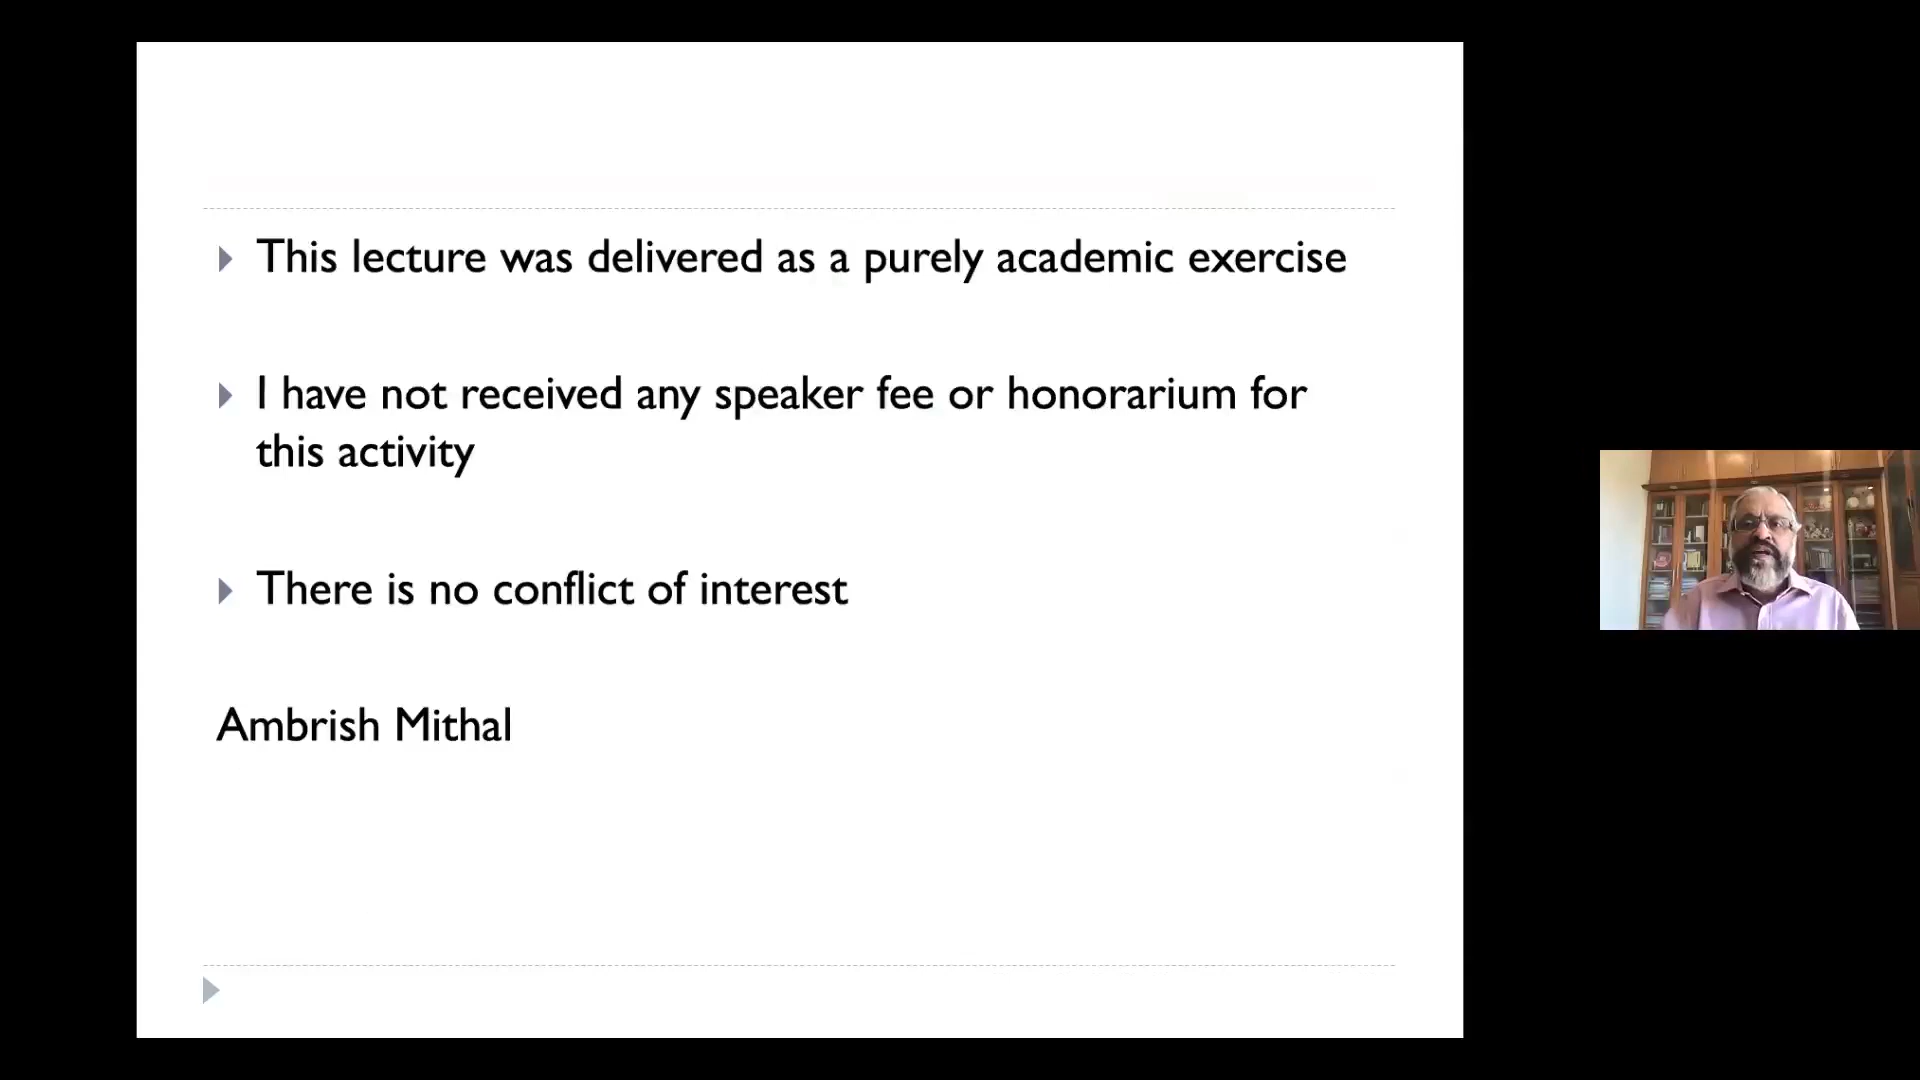 This lecture was delivered as a purely academic exercise
I have not received any speaker fee or honorarium for
this activity
There is no conflict of interest
Ambrish Mithal